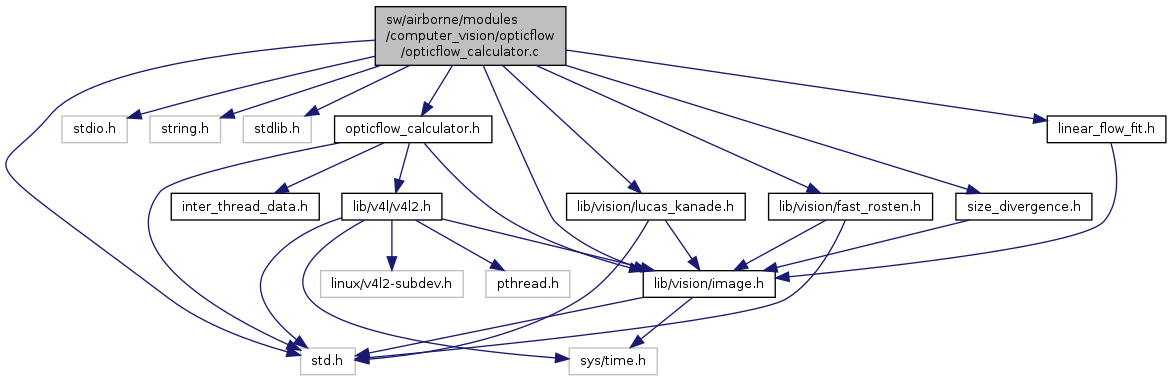 sw/airborne/modules
/computer_vision/opticflow
/opticflow_calculator.c
stdio.h
string.h
stdlib.h
opticflow_calculator.h
linear_flow_fit.h
inter_thread_data.h
lib/v4l/v4l2.h
lib/vision/lucas_kanade.h
lib/vision/fast_rosten.h
size_divergence.h
linux/v4l2-subdev.h
pthread.h
lib/vision/image.h
std.h
sys/time.h